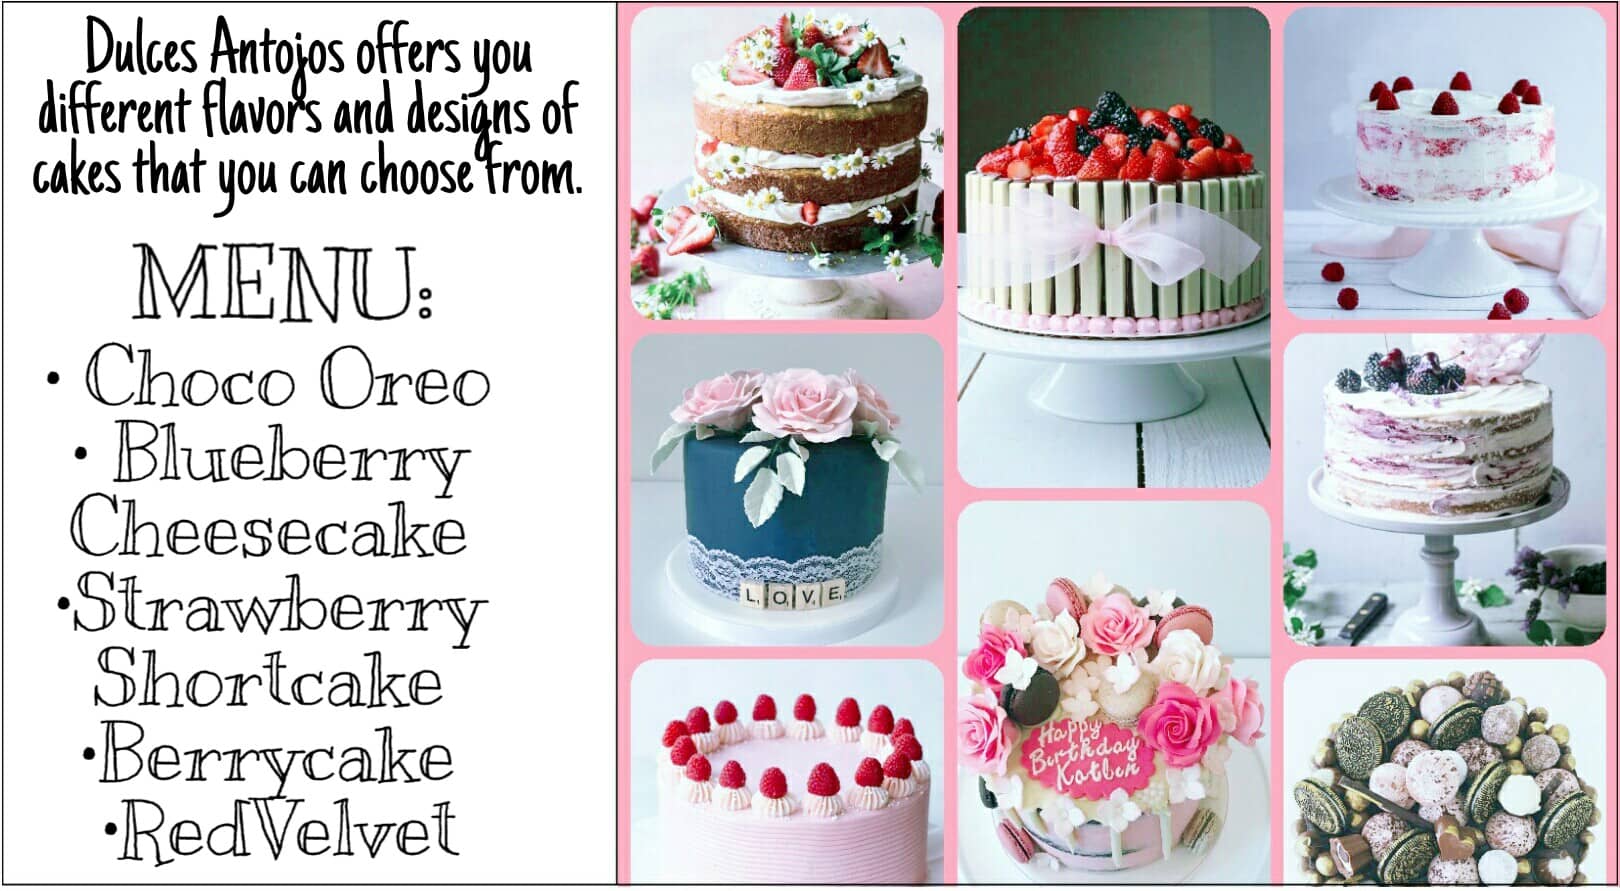 Dulces Antojos offers you
different flavors and designs of
cakes that you can choose from.
MENU:
• Choco Oreo
• Blueberry
Cheesecake
•Strawberry
Shortcake
•Berrycake
•RedVelvet
LOVE
Happy
Birthday
Katlen